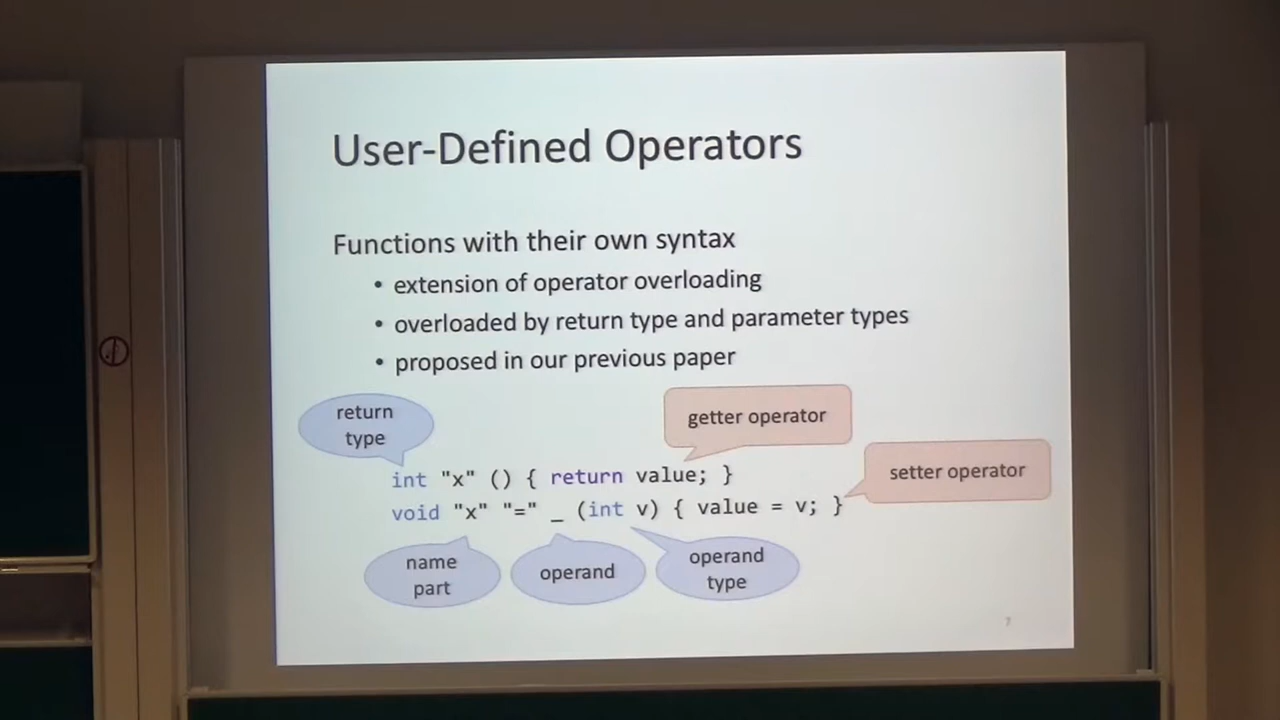 User-Defined Operators
Functions with their own syntax
• extension of operator overloading
• overloaded by return type and parameter types
• proposed in our previous paper
return
type
getter operator
setter operator
int "x" () { return value; }
void "x" "=" _ (int v) { value = v; }
name
part
operand
operand
type
7